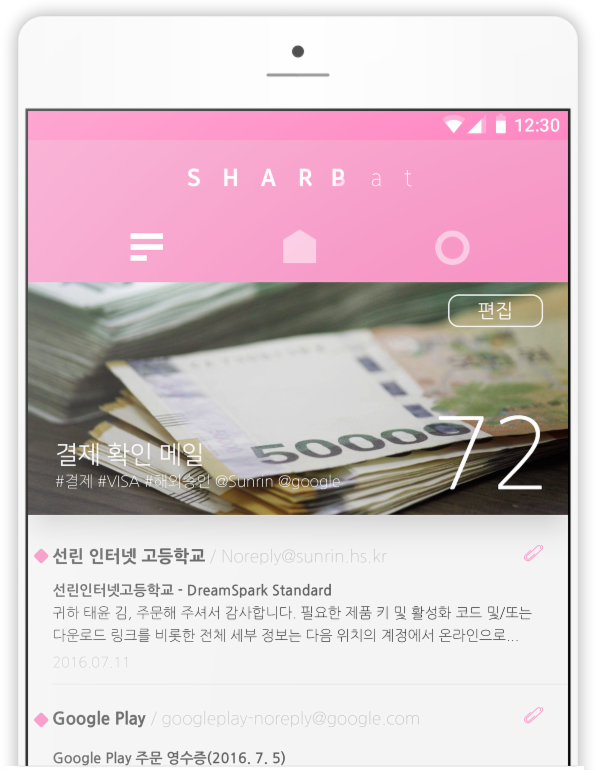 12:30
SHARBat
편집
50000
72
결제 확인 메일
#결제 #VISA #해외승인 @Sunrin @google
선린 인터넷 고등학교 / Noreply@sunrin.hs.kr
선린인터넷고등학교 - DreamSpark Standard
귀하 태윤 김, 주문해 주셔서 감사합니다. 필요한 제품 키 및 활성화 코드 및/또는
다운로드 링크를 비롯한 전체 세부 정보는 다음 위치의 계정에서 온라인으로...
2016.07.11
Google Play / googleplay-noreply@google.com
Google Play 주문 영수증(2016. 7. 5)